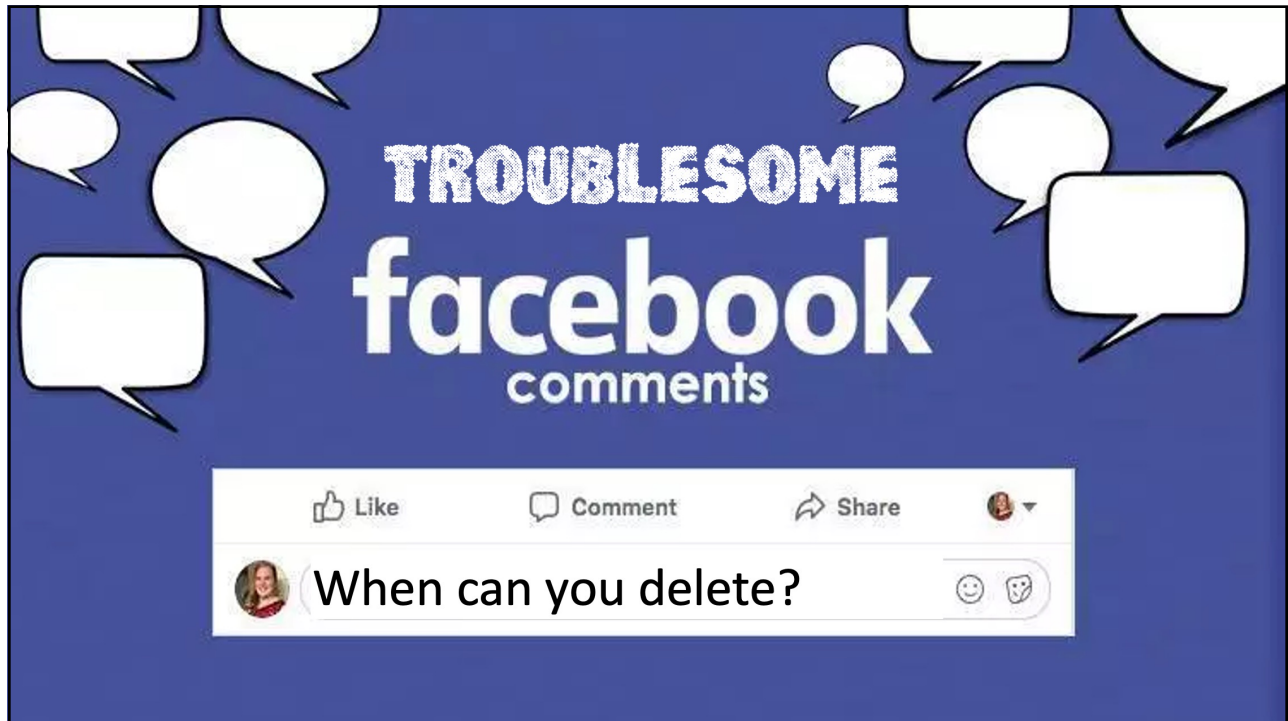 TROUBLESOME
facebook
comments
Like Comment Share
When can you delete?